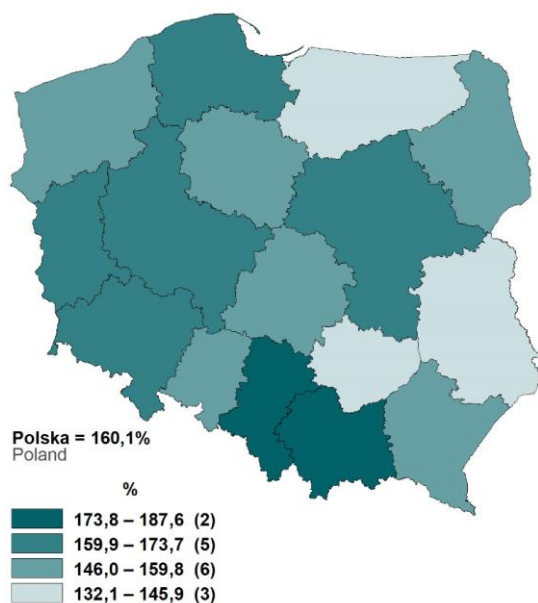 Polska = 160,1%
Poland
%
173,8 – 187,6 (2)
159,9 – 173,7 (5)
146,0 – 159,8 (6)
132,1 – 145,9 (3)